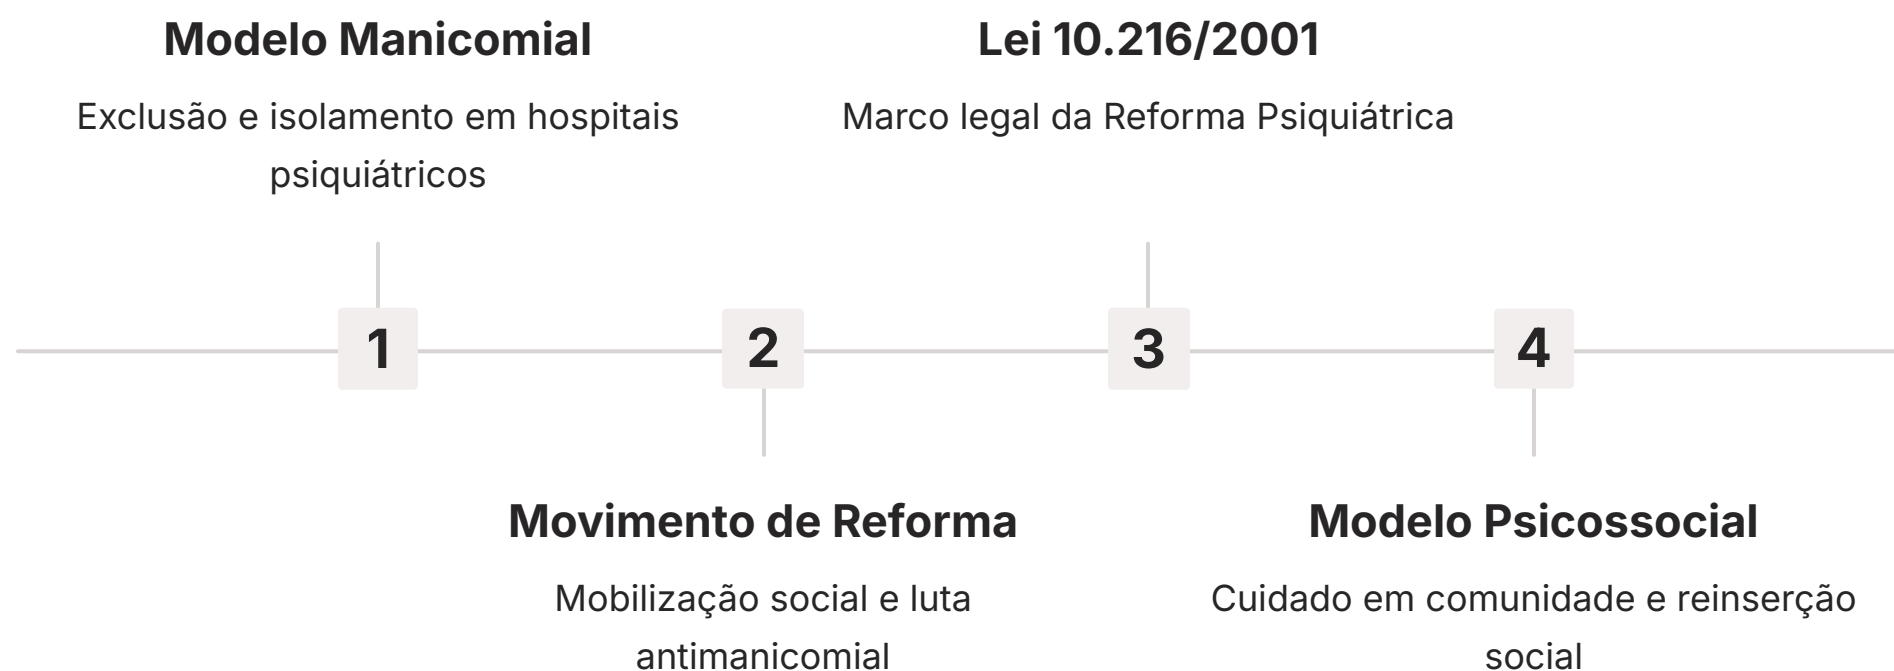 Modelo Manicomial
Exclusão e isolamento em hospitais
psiquiátricos
Lei 10.216/2001
Marco legal da Reforma Psiquiátrica
1
2
3
4
Movimento de Reforma
Mobilização social e luta
antimanicomial
Modelo Psicossocial
Cuidado em comunidade e reinserção
social